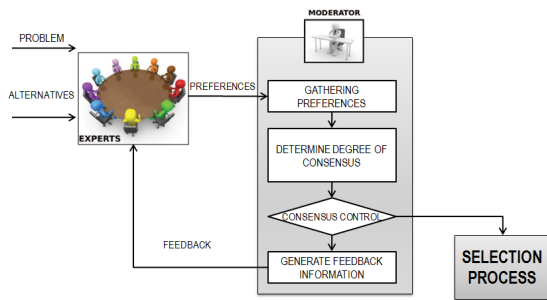 MODERATOR
PROBLEM
ALTERNATIVES
EXPERTS
PREFERENCES
GATHERING
PREFERENCES
DETERMINE DEGREE OF
CONSENSUS
CONSENSUS CONTROL
FEEDBACK
GENERATE FEEDBACK
INFORMATION
SELECTION
PROCESS